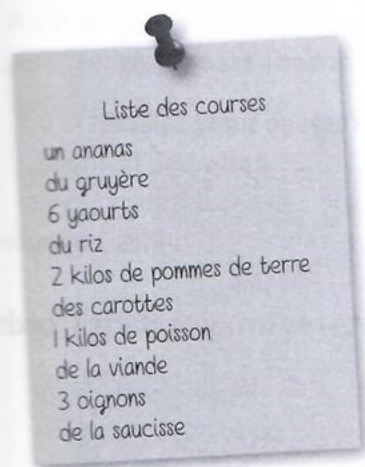 Liste des courses
un ananas
du gruyère
6 yaourts
du riz
2 kilos de pommes de terre
des carottes
1 kilos de poisson
de la viande
3 oignons
de la saucisse